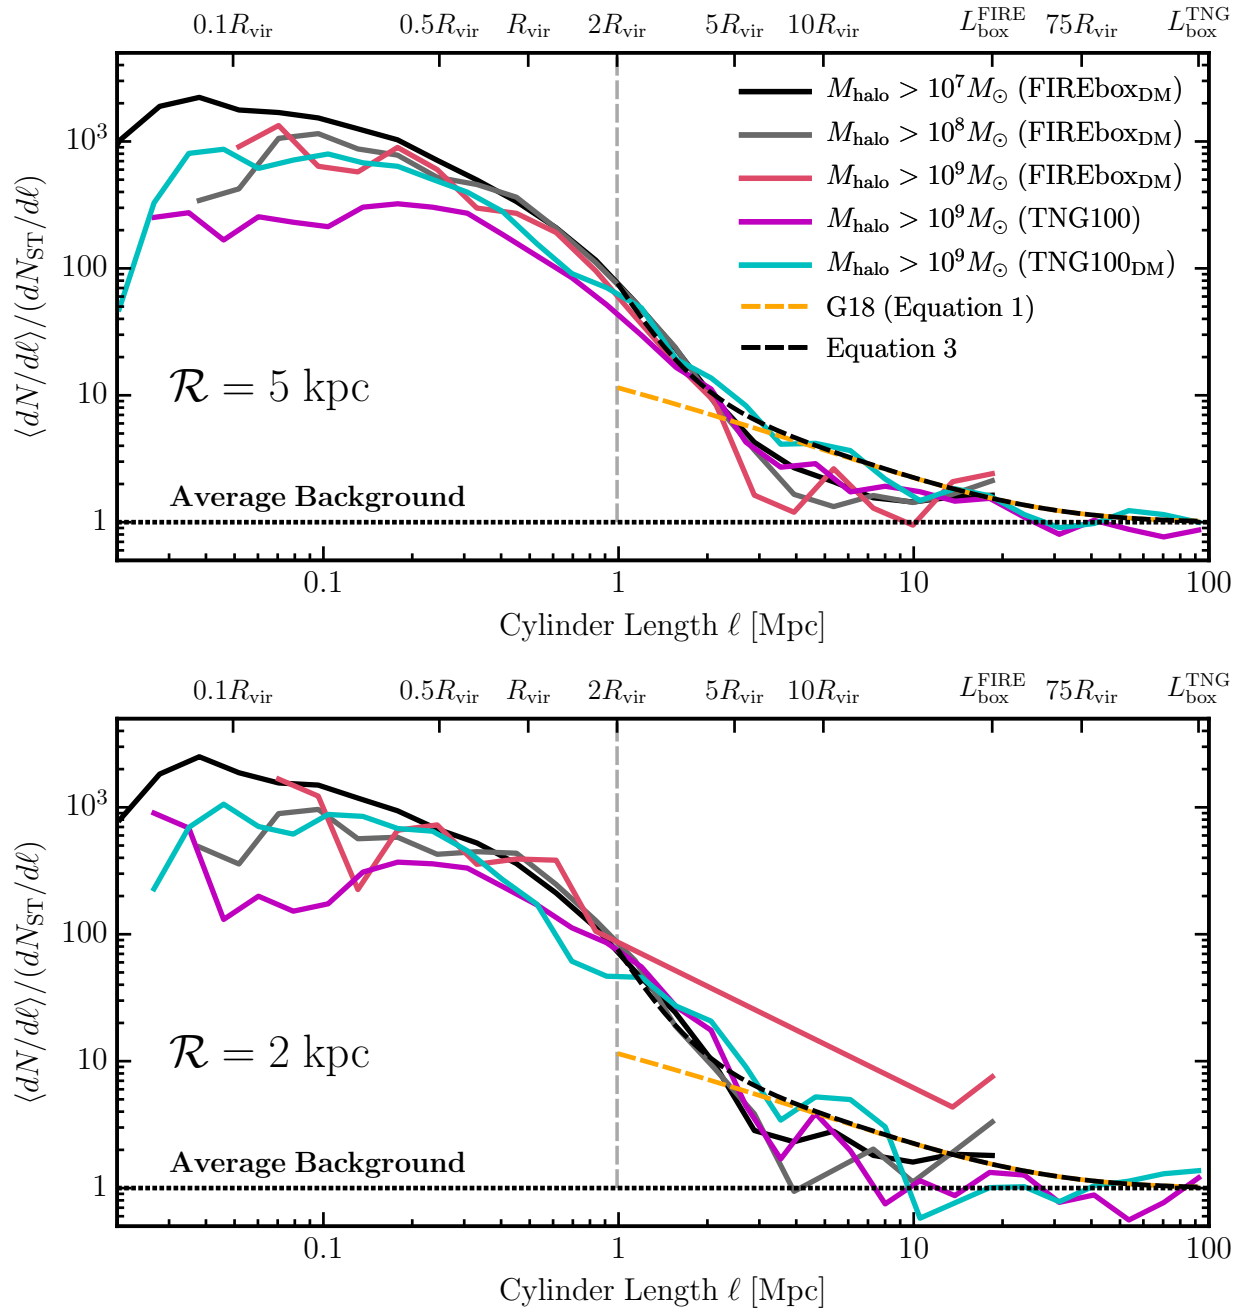 0.1R_vir 0.5R_vir R_vir 2R_vir 5R_vir 10R_vir L_box^FIRE 75R_vir L_box^TNG
M_halo > 10^7 M_⊙ (FIREbox_DM)
M_halo > 10^8 M_⊙ (FIREbox_DM)
M_halo > 10^9 M_⊙ (FIREbox_DM)
M_halo > 10^9 M_⊙ (TNG100)
M_halo > 10^9 M_⊙ (TNG100_DM)
G18 (Equation 1)
Equation 3
10^3
100
10
1
⟨dN/dℓ⟩/(dN_ST/dℓ)
ℛ = 5 kpc
Average Background
0.1 1 10 100
Cylinder Length ℓ [Mpc]
0.1R_vir 0.5R_vir R_vir 2R_vir 5R_vir 10R_vir L_box^FIRE 75R_vir L_box^TNG
10^3
100
10
1
⟨dN/dℓ⟩/(dN_ST/dℓ)
ℛ = 2 kpc
Average Background
0.1 1 10 100
Cylinder Length ℓ [Mpc]